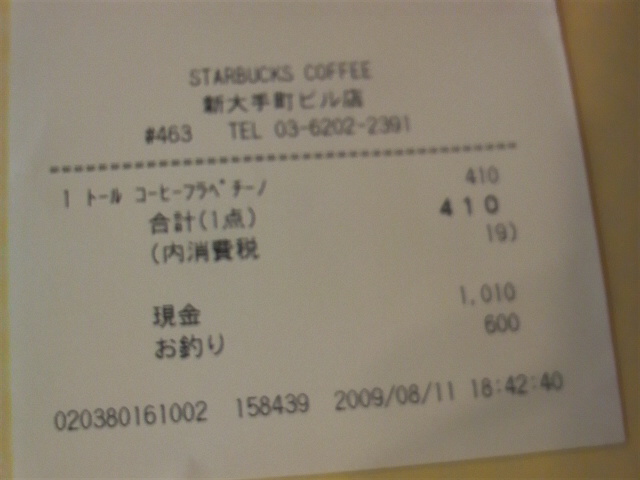 STARBUCKS COFFEE
新大手町ビル店
#463 TEL 03-6202-2391
1 トール コーヒーフラペチーノ 410
合計(1点) 410
(内消費税 19)
現金 1,010
お釣り 600
020380161002 158439 2009/08/11 18:42:40